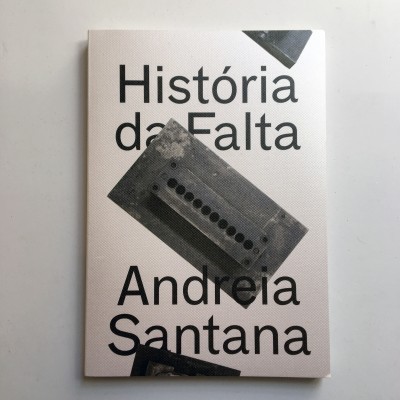 História
da Falta
Andreia
Santana